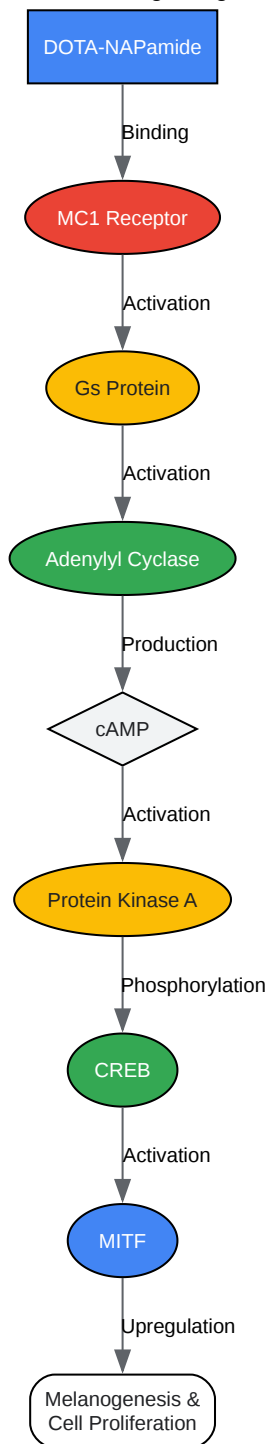 DOTA-NAPamide
Binding
MC1 Receptor
Activation
Gs Protein
Activation
Adenylyl Cyclase
Production
cAMP
Activation
Protein Kinase A
Phosphorylation
CREB
Activation
MITF
Upregulation
Melanogenesis &
Cell Proliferation